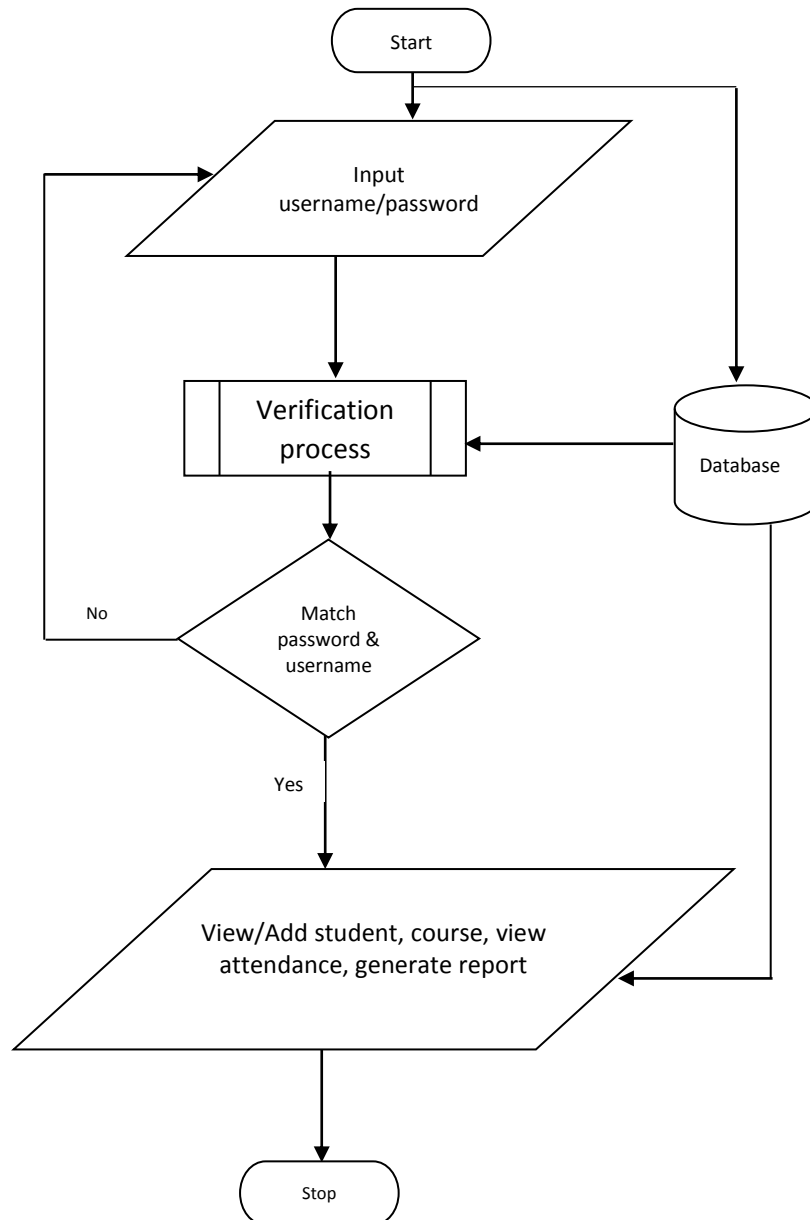 Start
Input
username/password
Verification
process
Database
Match
password &
username
No
Yes
View/Add student, course, view
attendance, generate report
Stop